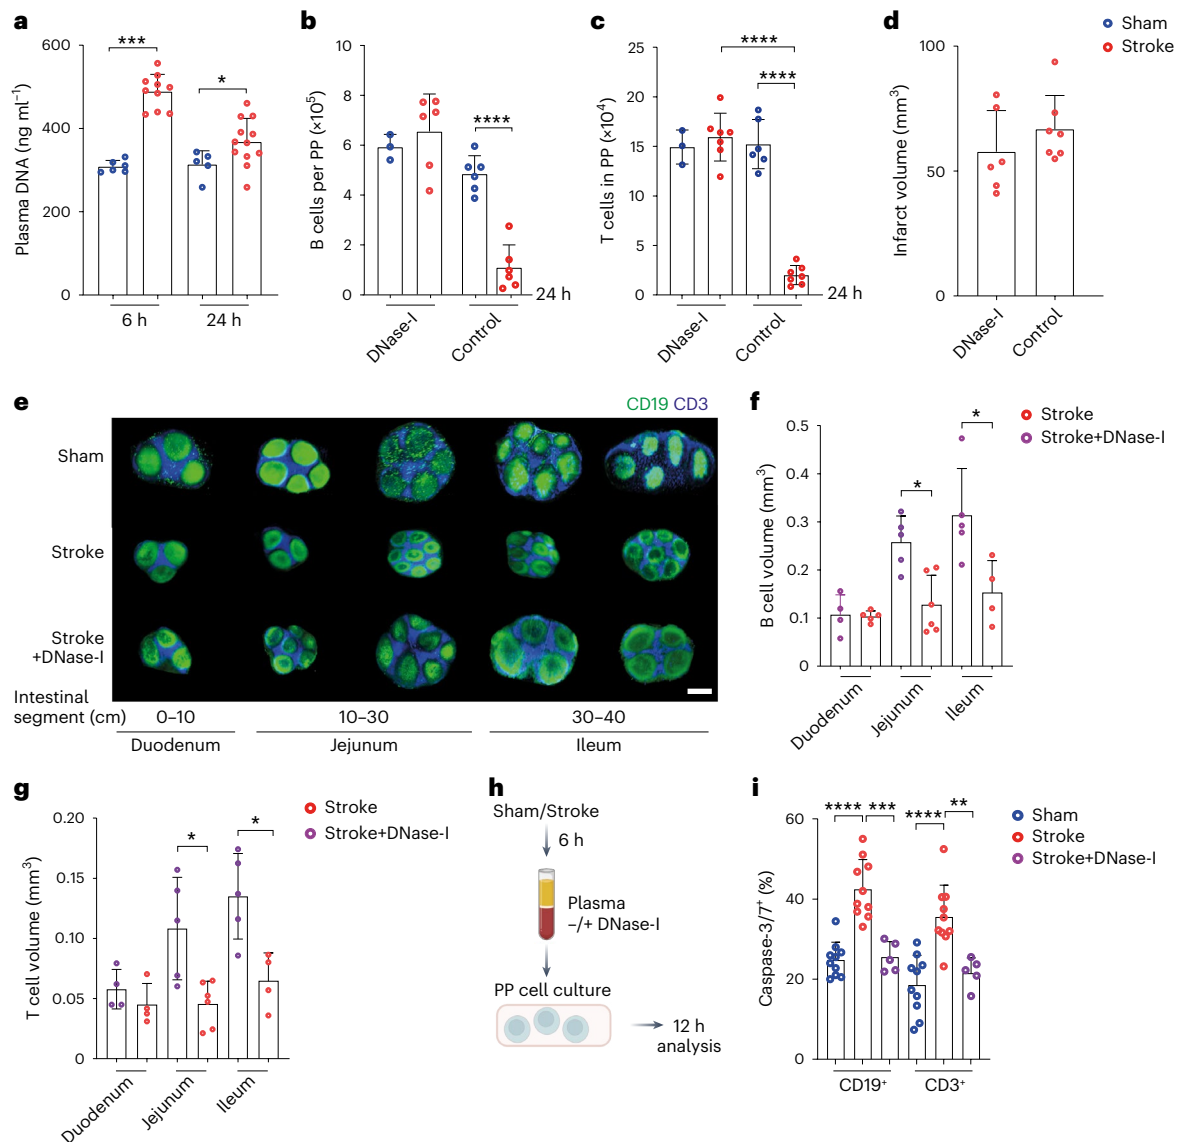 a
Plasma DNA (ng ml⁻¹)
600
400
200
0
***
*
6 h
24 h
b
B cells per PP (×10⁵)
10
8
6
4
2
0
****
24 h
DNase-I
Control
c
T cells in PP (×10⁴)
25
20
15
10
5
0
****
****
24 h
DNase-I
Control
d
Infarct volume (mm³)
100
50
0
DNase-I
Control
Sham
Stroke
e
CD19 CD3
Sham
Stroke
Stroke
+DNase-I
Intestinal
segment (cm)
0–10
10–30
30–40
Duodenum
Jejunum
Ileum
f
B cell volume (mm³)
0.5
0.4
0.3
0.2
0.1
0
*
*
Duodenum
Jejunum
Ileum
Stroke
Stroke+DNase-I
g
T cell volume (mm³)
0.20
0.15
0.10
0.05
0
*
*
Duodenum
Jejunum
Ileum
Stroke
Stroke+DNase-I
h
Sham/Stroke
6 h
Plasma
−/+ DNase-I
PP cell culture
12 h
analysis
i
Caspase-3/7⁺ (%)
60
40
20
0
****
***
****
**
CD19⁺
CD3⁺
Sham
Stroke
Stroke+DNase-I